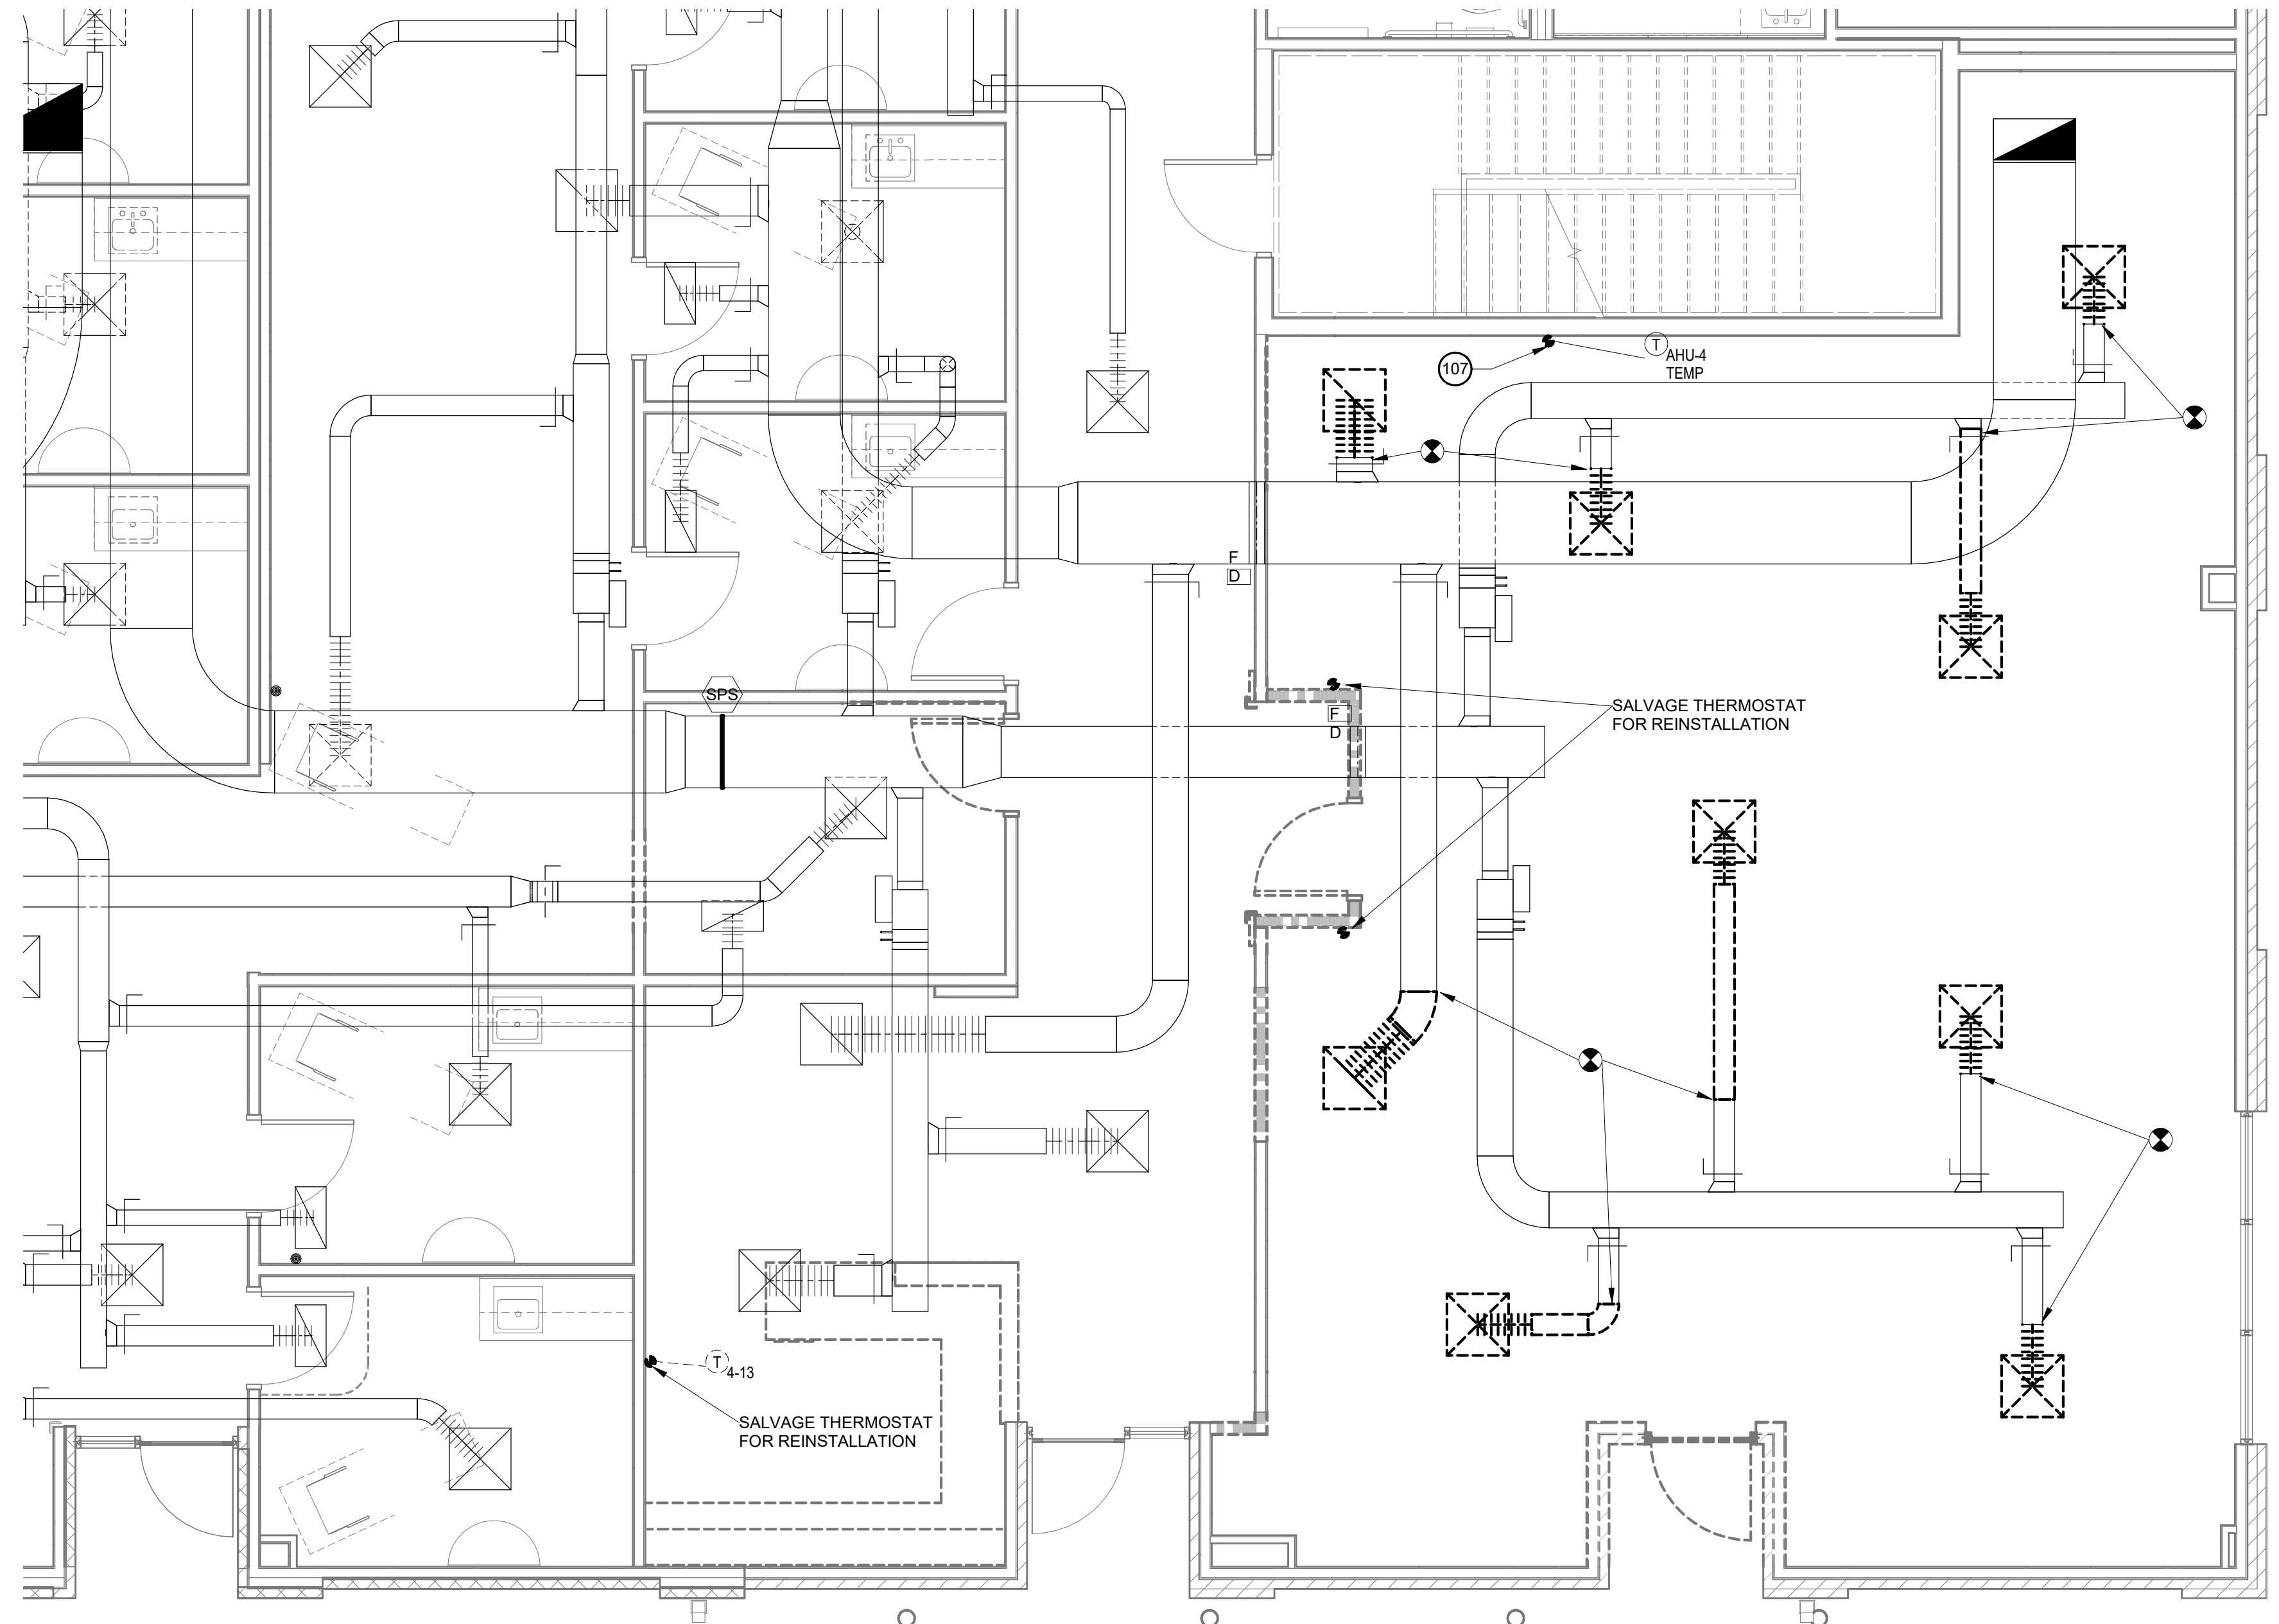 107
T
AHU-4
TEMP
F
D
SPS
F
D
SALVAGE THERMOSTAT
FOR REINSTALLATION
T
4-13
SALVAGE THERMOSTAT
FOR REINSTALLATION